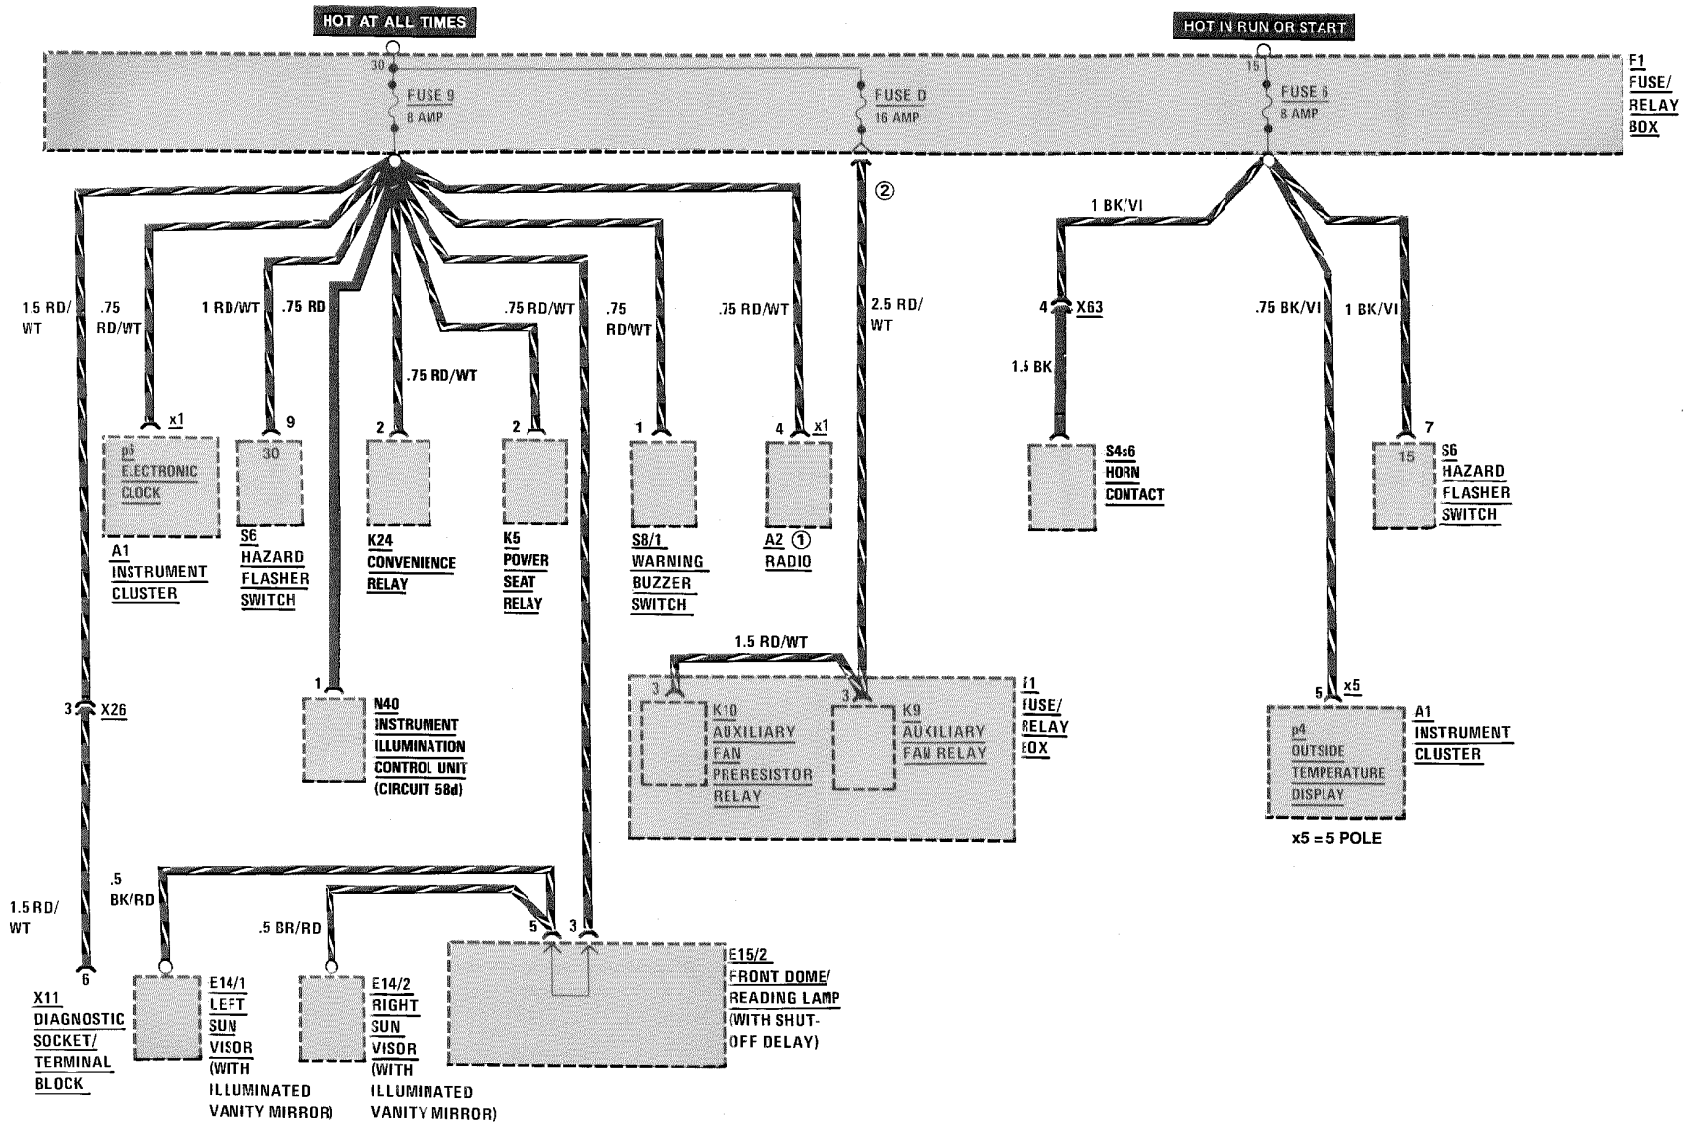 HOT AT ALL TIMES
HOT IN RUN OR START
30
FUSE 9
8 AMP
FUSE D
16 AMP
15
FUSE 6
8 AMP
F1
FUSE/
RELAY
BOX
②
1 BK/VI
1.5 RD/
WT
.75
RD/WT
1 RD/WT
.75 RD
.75 RD/WT
.75 RD/WT
.75
RD/WT
.75 RD/WT
2.5 RD/
WT
4
X63
1.5 BK
.75 BK/VI
1 BK/VI
x1
9
2
2
1
4
x1
7
p3
ELECTRONIC
CLOCK
A1
INSTRUMENT
CLUSTER
30
S6
HAZARD
FLASHER
SWITCH
K24
CONVENIENCE
RELAY
K5
POWER
SEAT
RELAY
S8/1
WARNING
BUZZER
SWITCH
A2 ①
RADIO
S4s6
HORN
CONTACT
15
S6
HAZARD
FLASHER
SWITCH
1.5 RD/WT
3
X26
1
N40
INSTRUMENT
ILLUMINATION
CONTROL UNIT
(CIRCUIT 58d)
3
K10
AUXILIARY
FAN
PRERESISTOR
RELAY
3
K9
AUXILIARY
FAN RELAY
F1
FUSE/
RELAY
BOX
5
x5
p4
OUTSIDE
TEMPERATURE
DISPLAY
A1
INSTRUMENT
CLUSTER
x5 = 5 POLE
1.5 RD/
WT
.5
BK/RD
.5 BR/RD
5
3
6
X11
DIAGNOSTIC
SOCKET/
TERMINAL
BLOCK
E14/1
LEFT
SUN
VISOR
(WITH
ILLUMINATED
VANITY MIRROR)
E14/2
RIGHT
SUN
VISOR
(WITH
ILLUMINATED
VANITY MIRROR)
E15/2
FRONT DOME/
READING LAMP
(WITH SHUT-
OFF DELAY)